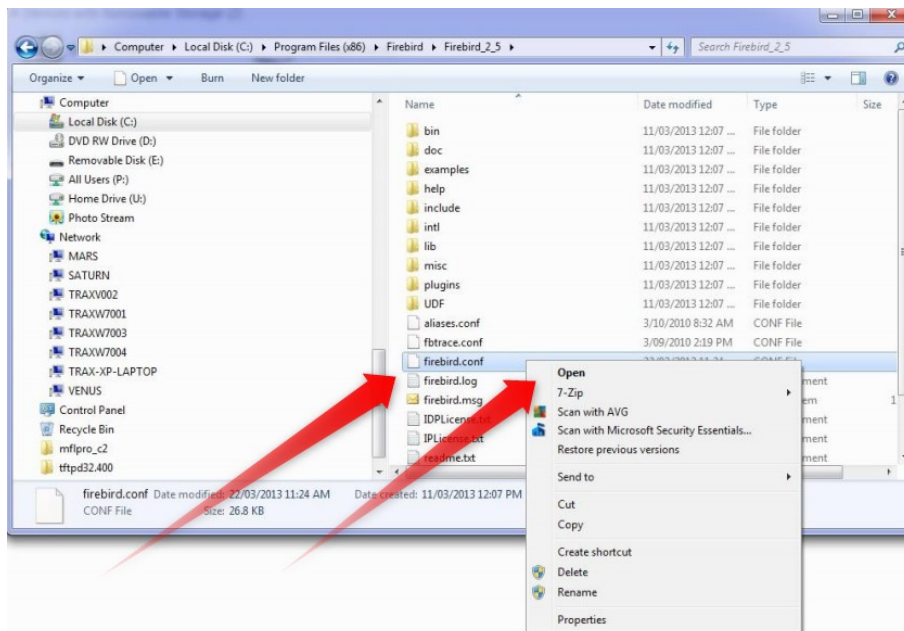 Computer ▸ Local Disk (C:) ▸ Program Files (x86) ▸ Firebird ▸ Firebird_2_5 ▸
Search Firebird_2_5
Organize Open Burn New folder
Computer
Local Disk (C:)
DVD RW Drive (D:)
Removable Disk (E:)
All Users (P:)
Home Drive (U:)
Photo Stream
Network
MARS
SATURN
TRAXV002
TRAXW7001
TRAXW7003
TRAXW7004
TRAX-XP-LAPTOP
VENUS
Control Panel
Recycle Bin
mflpro_c2
tftpd32.400
Name Date modified Type Size
bin 11/03/2013 12:07 ... File folder
doc 11/03/2013 12:07 ... File folder
examples 11/03/2013 12:07 ... File folder
help 11/03/2013 12:07 ... File folder
include 11/03/2013 12:07 ... File folder
intl 11/03/2013 12:07 ... File folder
lib 11/03/2013 12:07 ... File folder
misc 11/03/2013 12:07 ... File folder
plugins 11/03/2013 12:07 ... File folder
UDF 11/03/2013 12:07 ... File folder
aliases.conf 3/10/2010 8:32 AM CONF File
fbtrace.conf 3/09/2010 2:19 PM CONF File
firebird.conf
firebird.log ment
firebird.msg em 1
IDPLicense.txt ment
IPLicense.txt ment
readme.txt ment
Open
7-Zip
Scan with AVG
Scan with Microsoft Security Essentials...
Restore previous versions
Send to
Cut
Copy
Create shortcut
Delete
Rename
Properties
firebird.conf Date modified: 22/03/2013 11:24 AM Date created: 11/03/2013 12:07 PM
CONF File Size: 26.8 KB